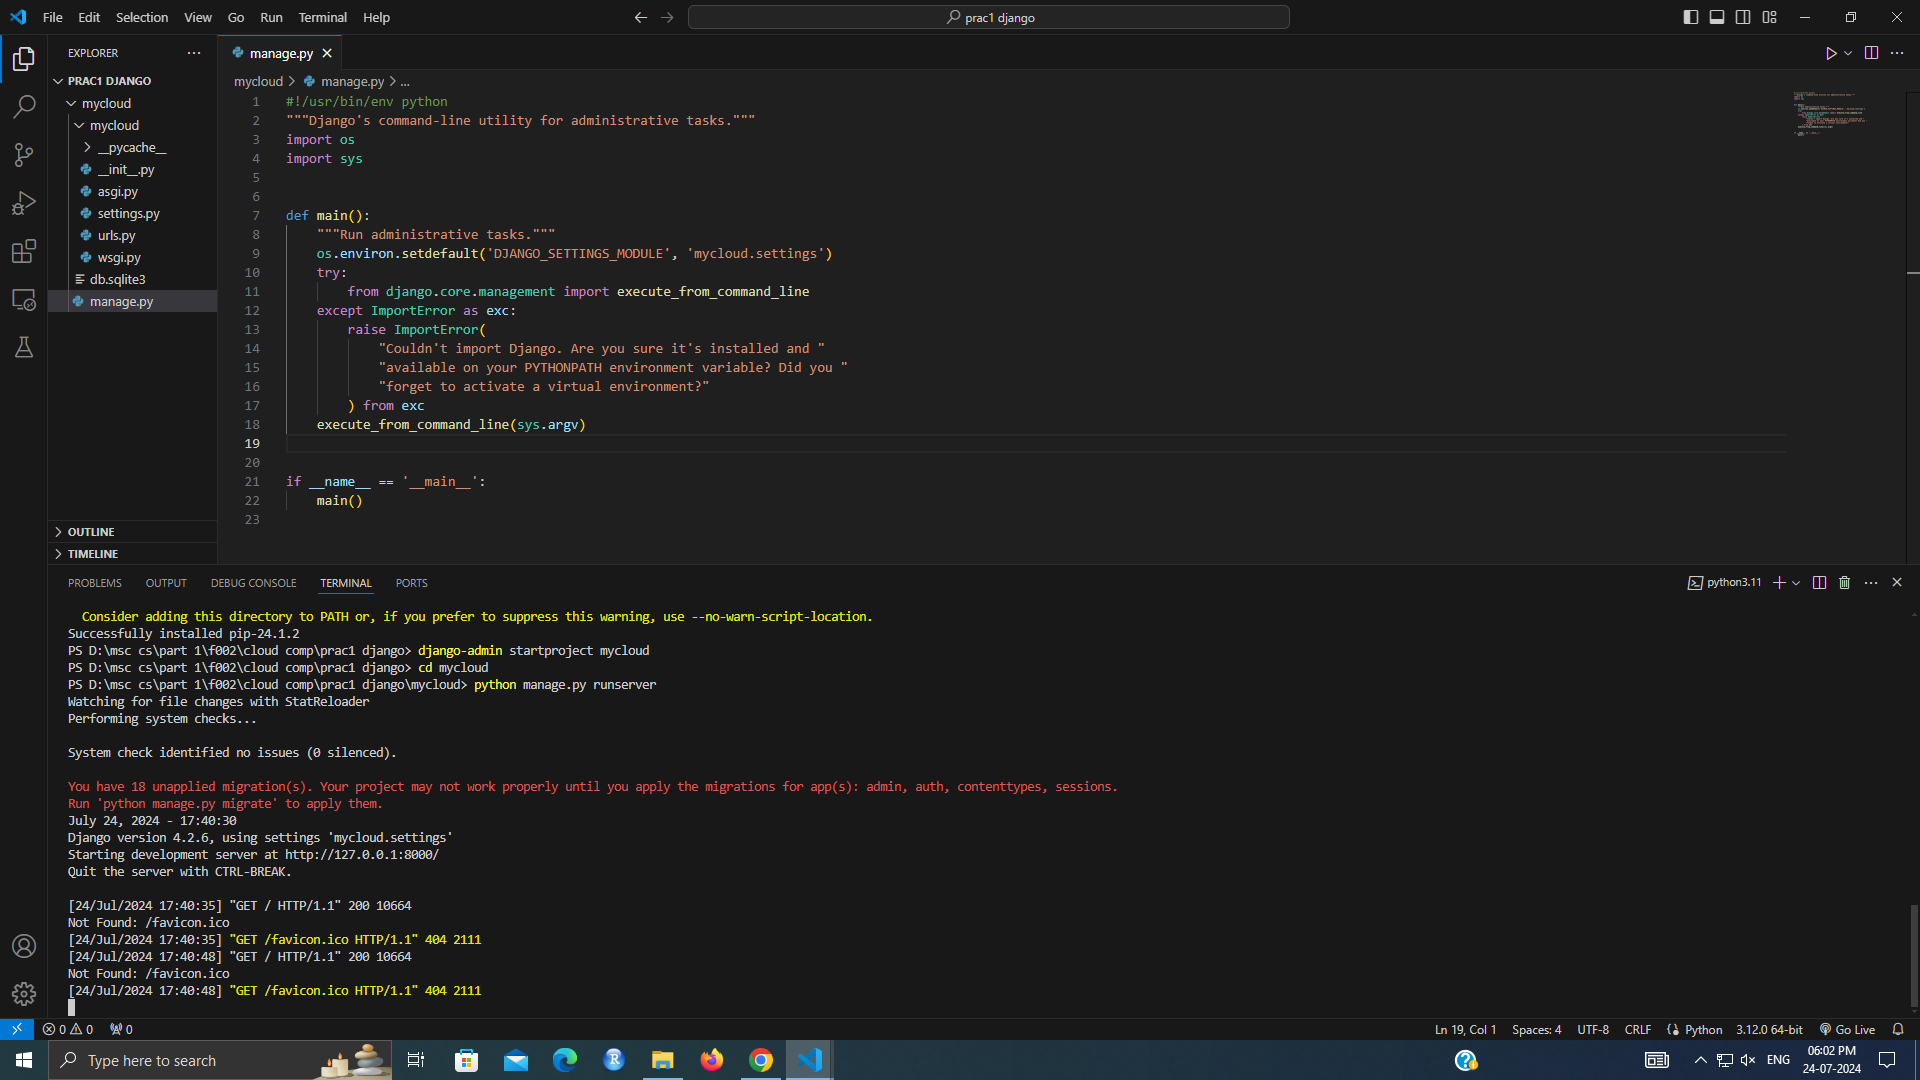 File Edit Selection View Go Run Terminal Help
prac1 django
EXPLORER
PRAC1 DJANGO
mycloud
mycloud
__pycache__
__init__.py
asgi.py
settings.py
urls.py
wsgi.py
db.sqlite3
manage.py
OUTLINE
TIMELINE
manage.py
mycloud > manage.py > ...
1 #!/usr/bin/env python
2 """Django's command-line utility for administrative tasks."""
3 import os
4 import sys
5
6
7 def main():
8     """Run administrative tasks."""
9     os.environ.setdefault('DJANGO_SETTINGS_MODULE', 'mycloud.settings')
10     try:
11         from django.core.management import execute_from_command_line
12     except ImportError as exc:
13         raise ImportError(
14             "Couldn't import Django. Are you sure it's installed and "
15             "available on your PYTHONPATH environment variable? Did you "
16             "forget to activate a virtual environment?"
17         ) from exc
18     execute_from_command_line(sys.argv)
19
20
21 if __name__ == '__main__':
22     main()
23
PROBLEMS OUTPUT DEBUG CONSOLE TERMINAL PORTS
python3.11
Consider adding this directory to PATH or, if you prefer to suppress this warning, use --no-warn-script-location.
Successfully installed pip-24.1.2
PS D:\msc cs\part 1\f002\cloud comp\prac1 django> django-admin startproject mycloud
PS D:\msc cs\part 1\f002\cloud comp\prac1 django> cd mycloud
PS D:\msc cs\part 1\f002\cloud comp\prac1 django\mycloud> python manage.py runserver
Watching for file changes with StatReloader
Performing system checks...
System check identified no issues (0 silenced).
You have 18 unapplied migration(s). Your project may not work properly until you apply the migrations for app(s): admin, auth, contenttypes, sessions.
Run 'python manage.py migrate' to apply them.
July 24, 2024 - 17:40:30
Django version 4.2.6, using settings 'mycloud.settings'
Starting development server at http://127.0.0.1:8000/
Quit the server with CTRL-BREAK.
[24/Jul/2024 17:40:35] "GET / HTTP/1.1" 200 10664
Not Found: /favicon.ico
[24/Jul/2024 17:40:35] "GET /favicon.ico HTTP/1.1" 404 2111
[24/Jul/2024 17:40:48] "GET / HTTP/1.1" 200 10664
Not Found: /favicon.ico
[24/Jul/2024 17:40:48] "GET /favicon.ico HTTP/1.1" 404 2111
0 0 0
Ln 19, Col 1 Spaces: 4 UTF-8 CRLF Python 3.12.0 64-bit Go Live
Type here to search
R
ENG
06:02 PM
24-07-2024